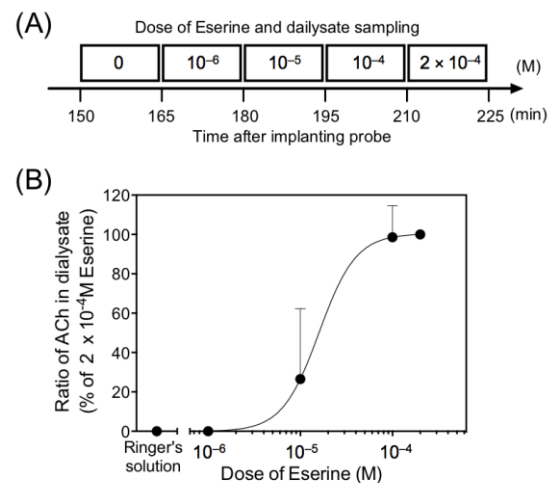 (A)
Dose of Eserine and dailysate sampling
0 10⁻⁶ 10⁻⁵ 10⁻⁴ 2 × 10⁻⁴ (M)
150 165 180 195 210 225 (min)
Time after implanting probe
(B)
Ratio of ACh in dialysate
(% of 2 x 10⁻⁴M Eserine)
120
100
80
60
40
20
0
Ringer's
solution
10⁻⁶ 10⁻⁵ 10⁻⁴
Dose of Eserine (M)